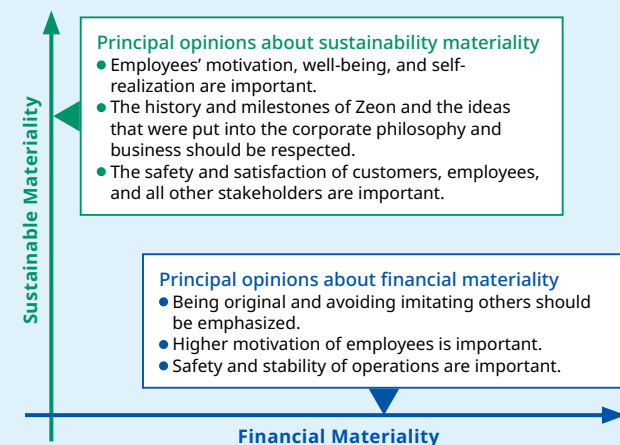 Sustainable Materiality
Principal opinions about sustainability materiality
● Employees’ motivation, well-being, and self-
realization are important.
● The history and milestones of Zeon and the ideas
that were put into the corporate philosophy and
business should be respected.
● The safety and satisfaction of customers, employees,
and all other stakeholders are important.
Principal opinions about financial materiality
● Being original and avoiding imitating others should
be emphasized.
● Higher motivation of employees is important.
● Safety and stability of operations are important.
Financial Materiality